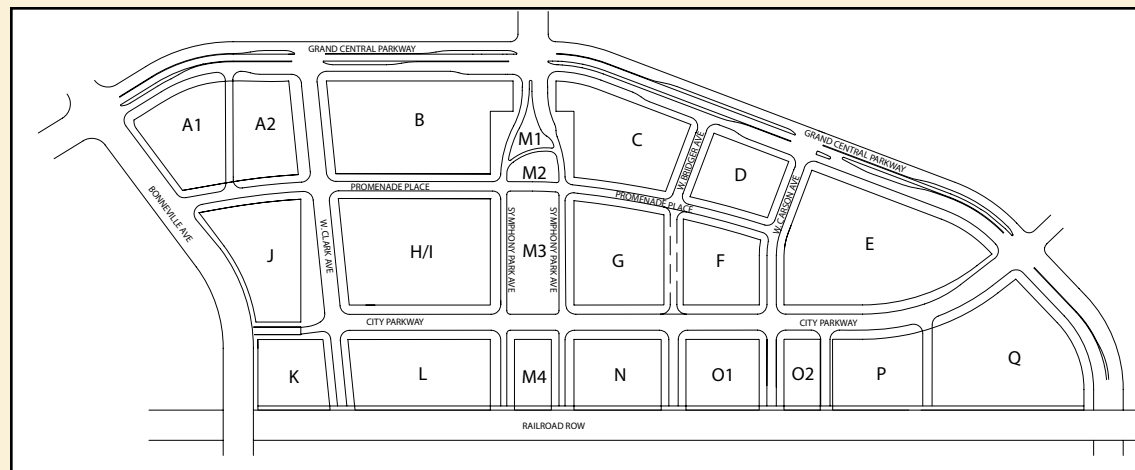 GRAND CENTRAL PARKWAY
A1
A2
B
M1
C
W. BRIDGER AVE
GRAND CENTRAL PARKWAY
M2
D
PROMENADE PLACE
PROMENADE PLACE
W. CARSON AVE
BONNEVILLE AVE
J
W. CLARK AVE
H/I
SYMPHONY PARK AVE
M3
SYMPHONY PARK AVE
G
F
E
CITY PARKWAY
CITY PARKWAY
K
L
M4
N
O1
O2
P
Q
RAILROAD ROW